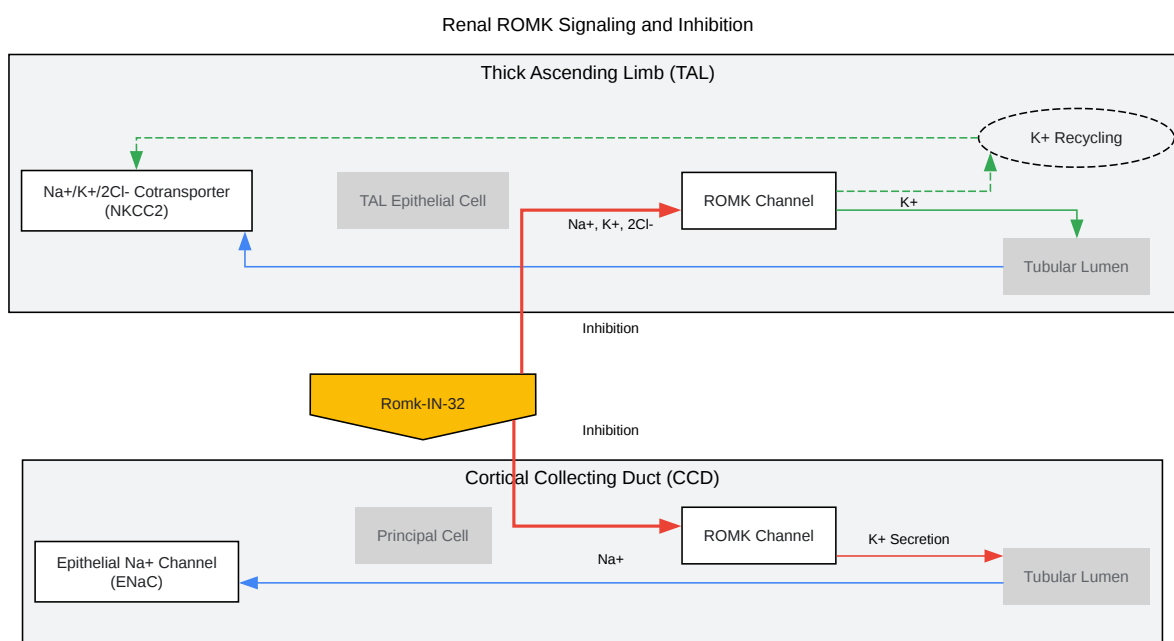 Renal ROMK Signaling and Inhibition
Thick Ascending Limb (TAL)
K+ Recycling
Na+/K+/2Cl- Cotransporter
(NKCC2)
TAL Epithelial Cell
ROMK Channel
K+
Na+, K+, 2Cl-
Tubular Lumen
Inhibition
Romk-IN-32
Inhibition
Cortical Collecting Duct (CCD)
Principal Cell
ROMK Channel
K+ Secretion
Na+
Epithelial Na+ Channel
(ENaC)
Tubular Lumen